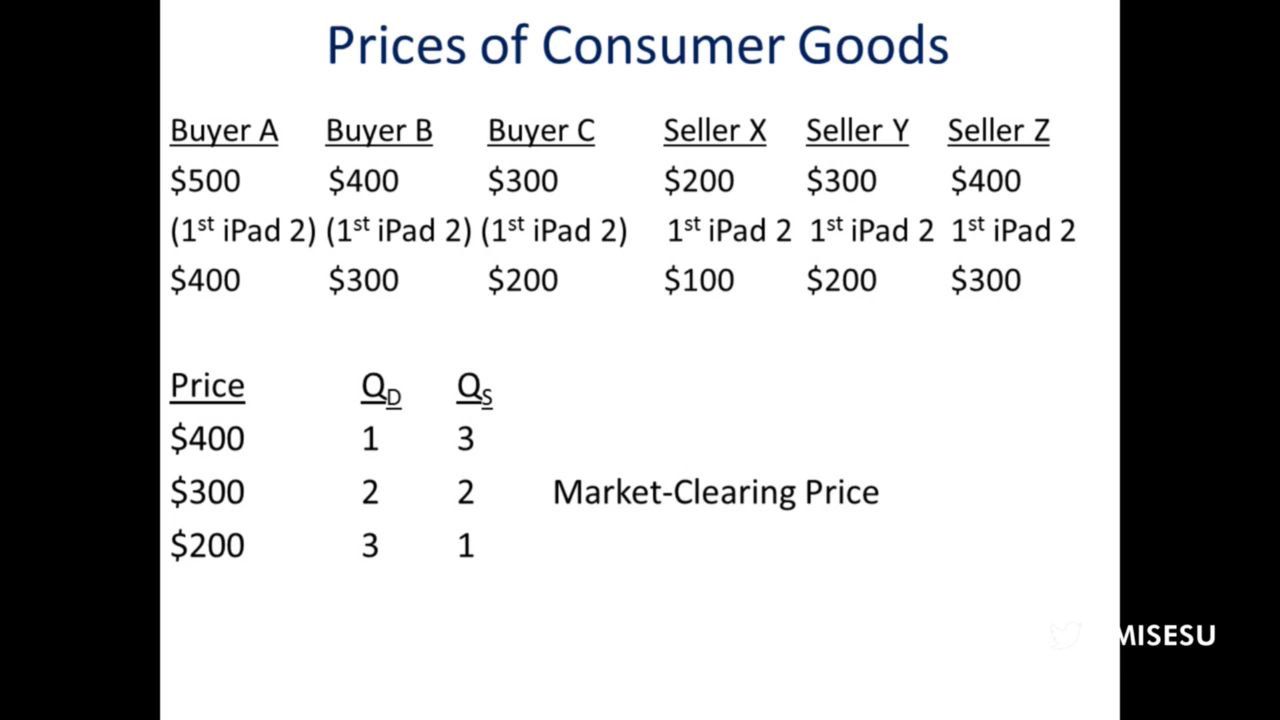 Prices of Consumer Goods
Buyer A Buyer B Buyer C Seller X Seller Y Seller Z
$500 $400 $300 $200 $300 $400
(1st iPad 2) (1st iPad 2) (1st iPad 2) 1st iPad 2 1st iPad 2 1st iPad 2
$400 $300 $200 $100 $200 $300
Price QD QS
$400 1 3
$300 2 2 Market-Clearing Price
$200 3 1
MISESU